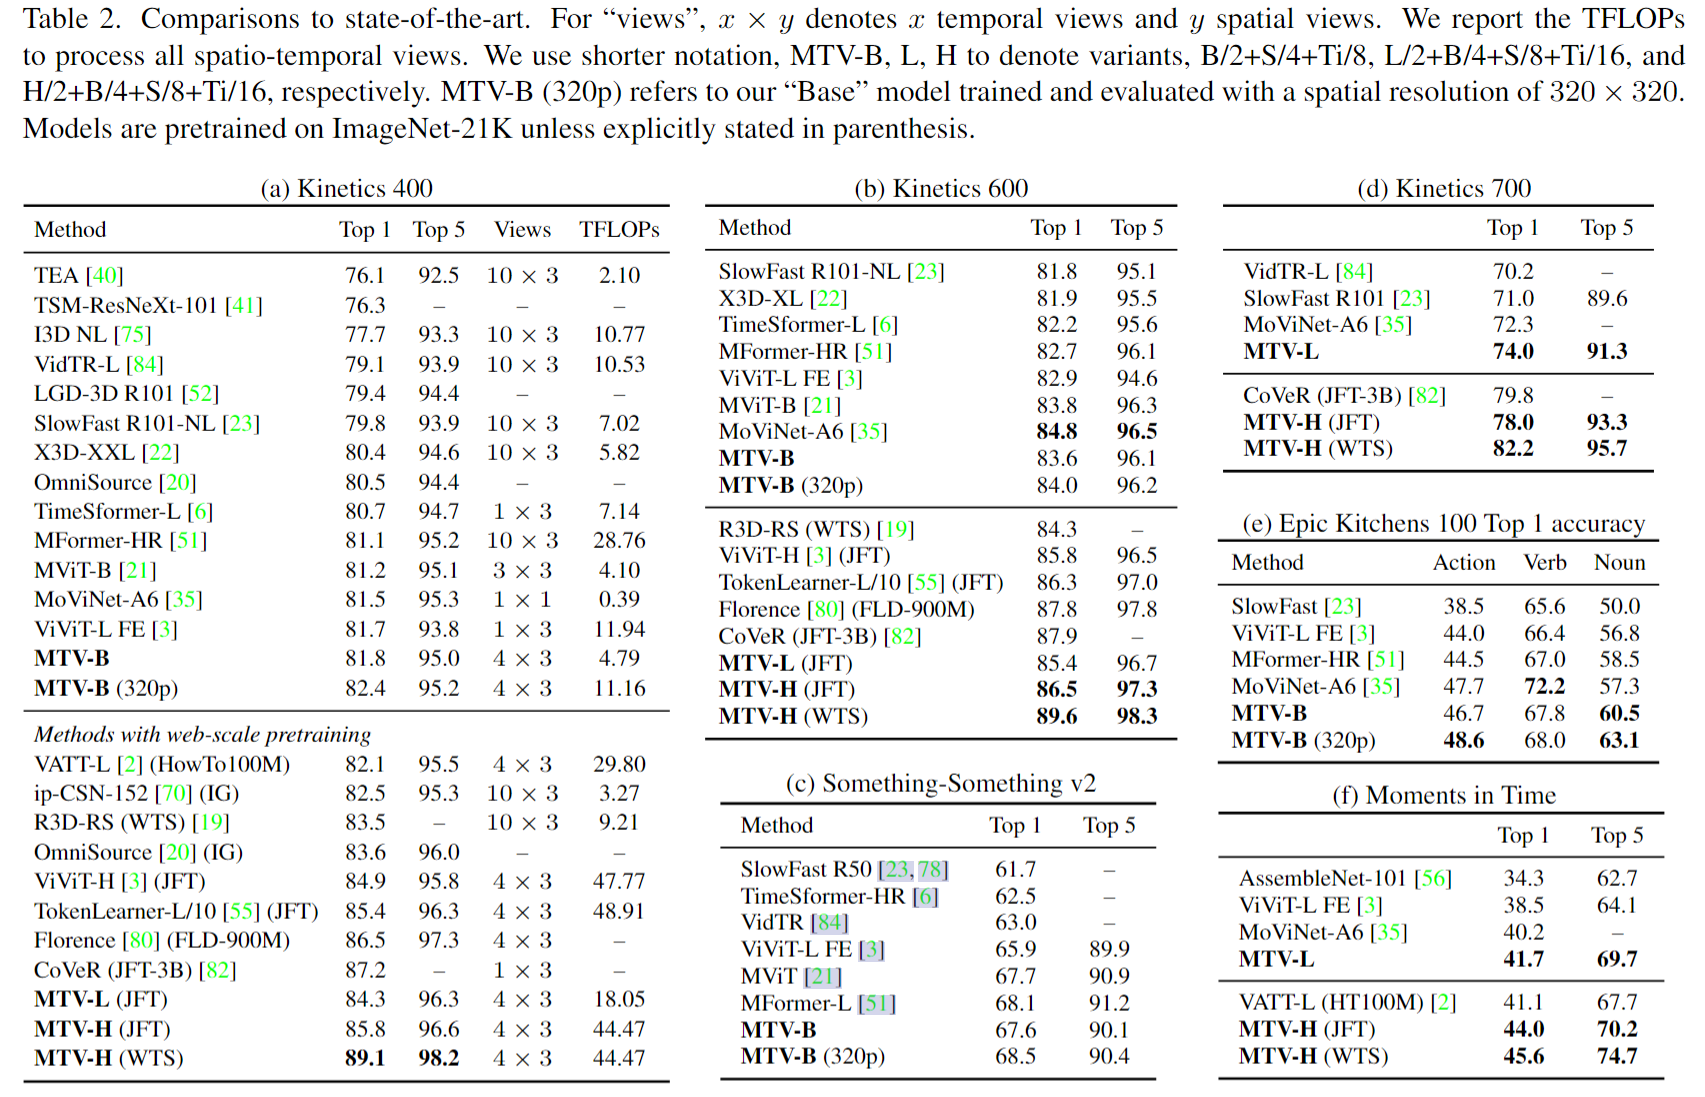 Table 2. Comparisons to state-of-the-art. For “views”, x × y denotes x temporal views and y spatial views. We report the TFLOPs
to process all spatio-temporal views. We use shorter notation, MTV-B, L, H to denote variants, B/2+S/4+Ti/8, L/2+B/4+S/8+Ti/16, and
H/2+B/4+S/8+Ti/16, respectively. MTV-B (320p) refers to our “Base” model trained and evaluated with a spatial resolution of 320 × 320.
Models are pretrained on ImageNet-21K unless explicitly stated in parenthesis.
(a) Kinetics 400
Method Top 1 Top 5 Views TFLOPs
TEA [40] 76.1 92.5 10 × 3 2.10
TSM-ResNeXt-101 [41] 76.3 – – –
I3D NL [75] 77.7 93.3 10 × 3 10.77
VidTR-L [84] 79.1 93.9 10 × 3 10.53
LGD-3D R101 [52] 79.4 94.4 – –
SlowFast R101-NL [23] 79.8 93.9 10 × 3 7.02
X3D-XXL [22] 80.4 94.6 10 × 3 5.82
OmniSource [20] 80.5 94.4 – –
TimeSformer-L [6] 80.7 94.7 1 × 3 7.14
MFormer-HR [51] 81.1 95.2 10 × 3 28.76
MViT-B [21] 81.2 95.1 3 × 3 4.10
MoViNet-A6 [35] 81.5 95.3 1 × 1 0.39
ViViT-L FE [3] 81.7 93.8 1 × 3 11.94
MTV-B 81.8 95.0 4 × 3 4.79
MTV-B (320p) 82.4 95.2 4 × 3 11.16
Methods with web-scale pretraining
VATT-L [2] (HowTo100M) 82.1 95.5 4 × 3 29.80
ip-CSN-152 [70] (IG) 82.5 95.3 10 × 3 3.27
R3D-RS (WTS) [19] 83.5 – 10 × 3 9.21
OmniSource [20] (IG) 83.6 96.0 – –
ViViT-H [3] (JFT) 84.9 95.8 4 × 3 47.77
TokenLearner-L/10 [55] (JFT) 85.4 96.3 4 × 3 48.91
Florence [80] (FLD-900M) 86.5 97.3 4 × 3 –
CoVeR (JFT-3B) [82] 87.2 – 1 × 3 –
MTV-L (JFT) 84.3 96.3 4 × 3 18.05
MTV-H (JFT) 85.8 96.6 4 × 3 44.47
MTV-H (WTS) 89.1 98.2 4 × 3 44.47
(b) Kinetics 600
Method Top 1 Top 5
SlowFast R101-NL [23] 81.8 95.1
X3D-XL [22] 81.9 95.5
TimeSformer-L [6] 82.2 95.6
MFormer-HR [51] 82.7 96.1
ViViT-L FE [3] 82.9 94.6
MViT-B [21] 83.8 96.3
MoViNet-A6 [35] 84.8 96.5
MTV-B 83.6 96.1
MTV-B (320p) 84.0 96.2
R3D-RS (WTS) [19] 84.3 –
ViViT-H [3] (JFT) 85.8 96.5
TokenLearner-L/10 [55] (JFT) 86.3 97.0
Florence [80] (FLD-900M) 87.8 97.8
CoVeR (JFT-3B) [82] 87.9 –
MTV-L (JFT) 85.4 96.7
MTV-H (JFT) 86.5 97.3
MTV-H (WTS) 89.6 98.3
(c) Something-Something v2
Method Top 1 Top 5
SlowFast R50 [23, 78] 61.7 –
TimeSformer-HR [6] 62.5 –
VidTR [84] 63.0 –
ViViT-L FE [3] 65.9 89.9
MViT [21] 67.7 90.9
MFormer-L [51] 68.1 91.2
MTV-B 67.6 90.1
MTV-B (320p) 68.5 90.4
(d) Kinetics 700
Top 1 Top 5
VidTR-L [84] 70.2 –
SlowFast R101 [23] 71.0 89.6
MoViNet-A6 [35] 72.3 –
MTV-L 74.0 91.3
CoVeR (JFT-3B) [82] 79.8 –
MTV-H (JFT) 78.0 93.3
MTV-H (WTS) 82.2 95.7
(e) Epic Kitchens 100 Top 1 accuracy
Method Action Verb Noun
SlowFast [23] 38.5 65.6 50.0
ViViT-L FE [3] 44.0 66.4 56.8
MFormer-HR [51] 44.5 67.0 58.5
MoViNet-A6 [35] 47.7 72.2 57.3
MTV-B 46.7 67.8 60.5
MTV-B (320p) 48.6 68.0 63.1
(f) Moments in Time
Top 1 Top 5
AssembleNet-101 [56] 34.3 62.7
ViViT-L FE [3] 38.5 64.1
MoViNet-A6 [35] 40.2 –
MTV-L 41.7 69.7
VATT-L (HT100M) [2] 41.1 67.7
MTV-H (JFT) 44.0 70.2
MTV-H (WTS) 45.6 74.7